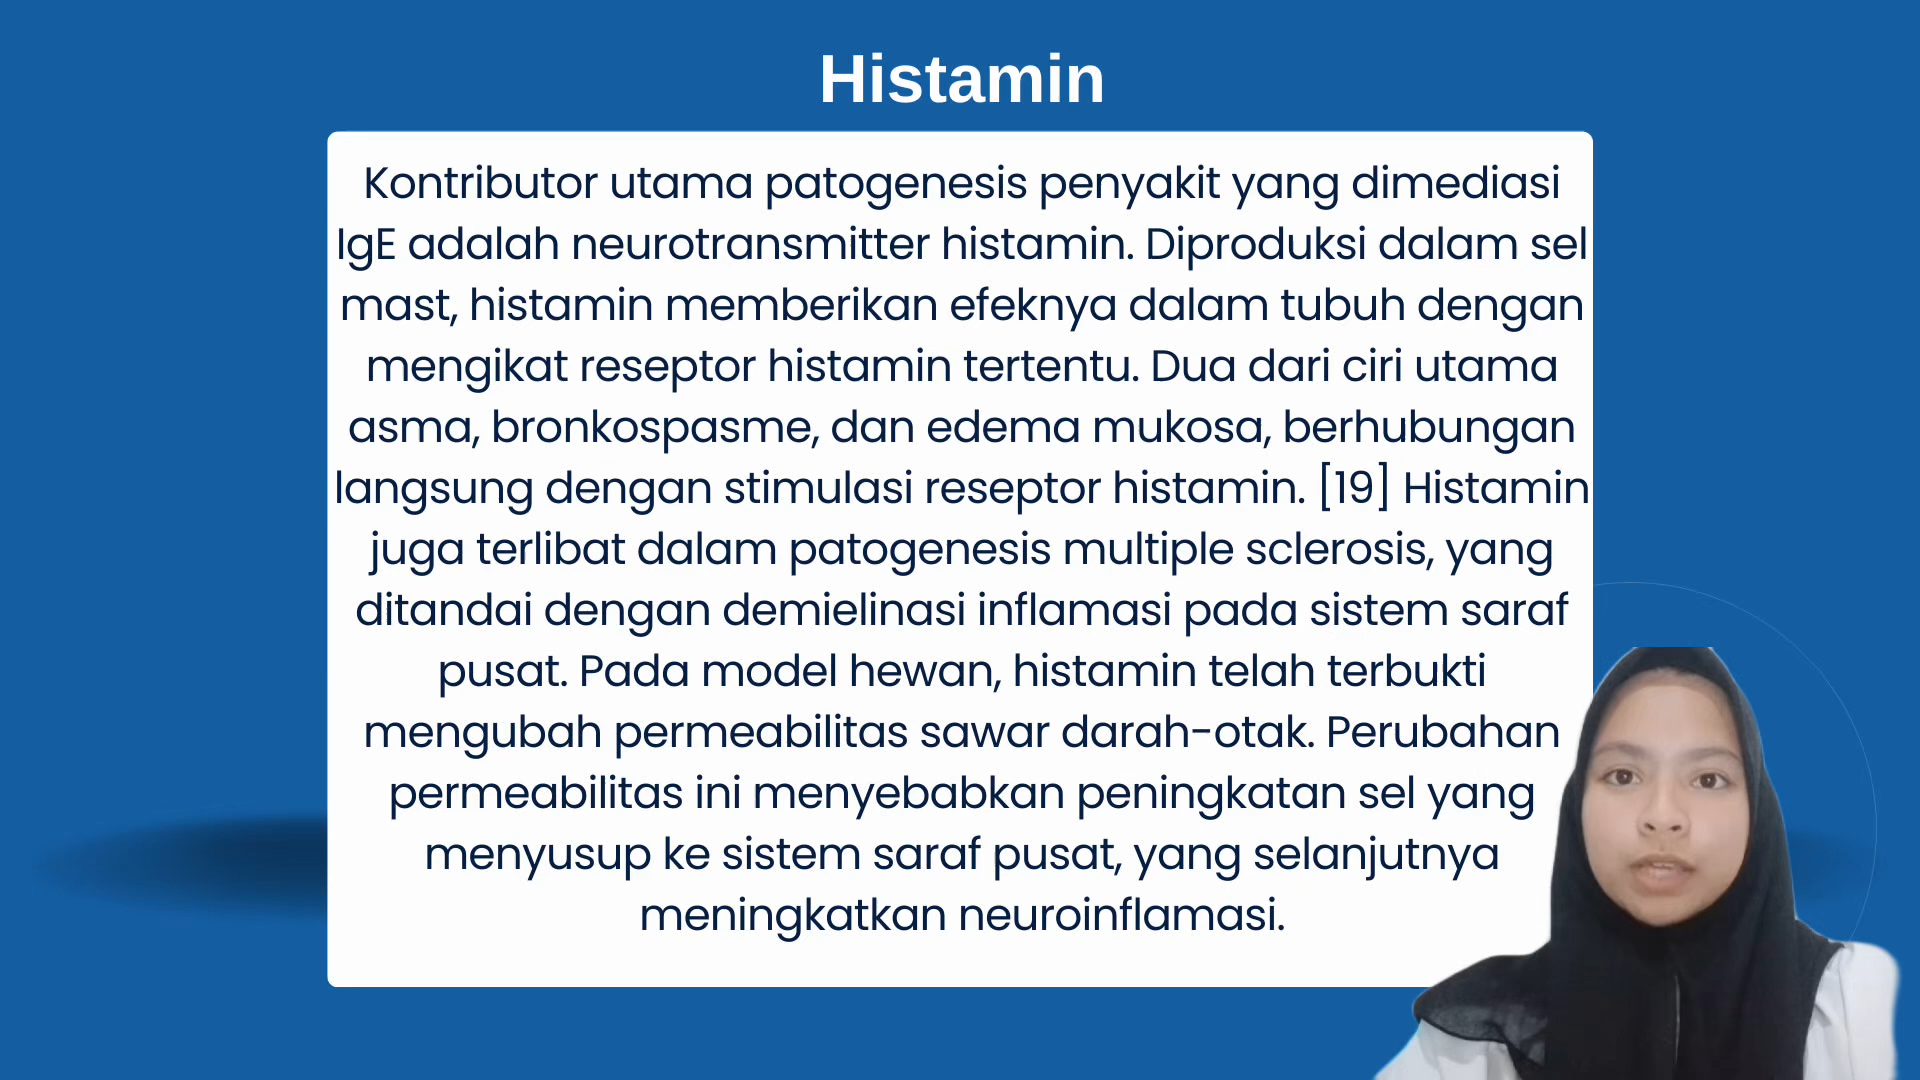 Histamin
Kontributor utama patogenesis penyakit yang dimediasi
IgE adalah neurotransmitter histamin. Diproduksi dalam sel
mast, histamin memberikan efeknya dalam tubuh dengan
mengikat reseptor histamin tertentu. Dua dari ciri utama
asma, bronkospasme, dan edema mukosa, berhubungan
langsung dengan stimulasi reseptor histamin. [19] Histamin
juga terlibat dalam patogenesis multiple sclerosis, yang
ditandai dengan demielinasi inflamasi pada sistem saraf
pusat. Pada model hewan, histamin telah terbukti
mengubah permeabilitas sawar darah-otak. Perubahan
permeabilitas ini menyebabkan peningkatan sel yang
menyusup ke sistem saraf pusat, yang selanjutnya
meningkatkan neuroinflamasi.